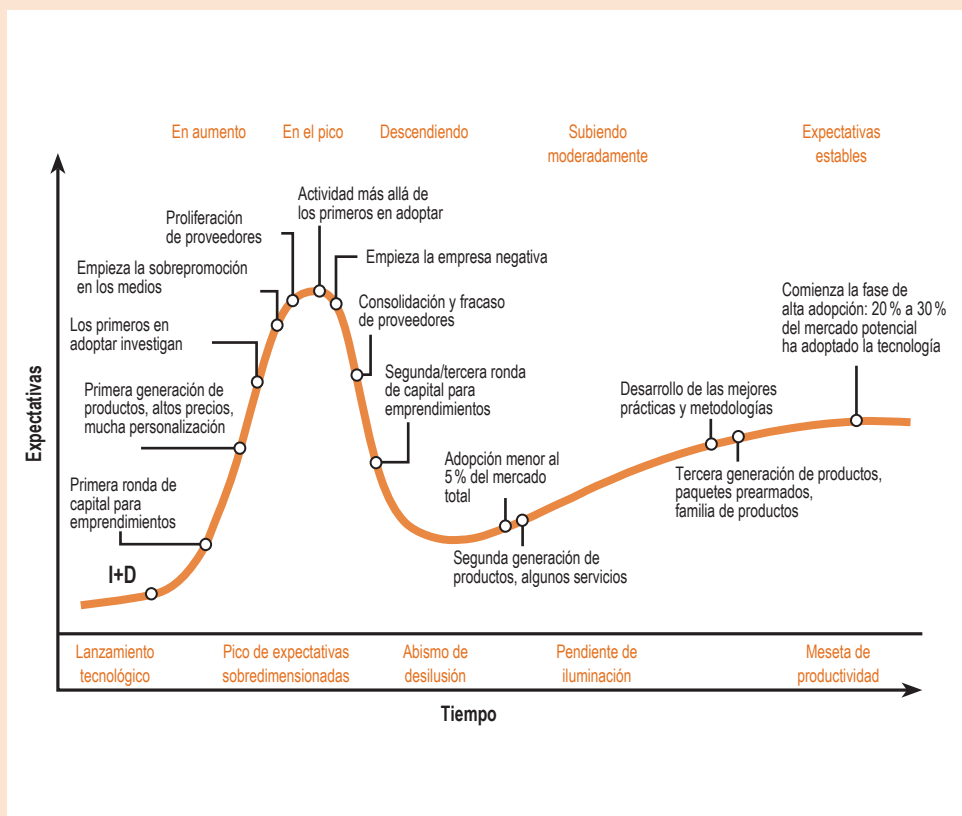 En aumento
En el pico
Descendiendo
Subiendo
moderadamente
Expectativas
estables
Expectativas
Actividad más allá de
los primeros en adoptar
Proliferación
de proveedores
Empieza la empresa negativa
Empieza la sobrepromoción
en los medios
Consolidación y fracaso
de proveedores
Comienza la fase de
alta adopción: 20 % a 30 %
del mercado potencial
ha adoptado la tecnología
Los primeros en
adoptar investigan
Segunda/tercera ronda
de capital para
emprendimientos
Primera generación de
productos, altos precios,
mucha personalización
Desarrollo de las mejores
prácticas y metodologías
Adopción menor al
5 % del mercado
total
Tercera generación de productos,
paquetes prearmados,
familia de productos
Primera ronda de
capital para
emprendimientos
Segunda generación de
productos, algunos servicios
I+D
Lanzamiento
tecnológico
Pico de expectativas
sobredimensionadas
Abismo de
desilusión
Pendiente de
iluminación
Meseta de
productividad
Tiempo